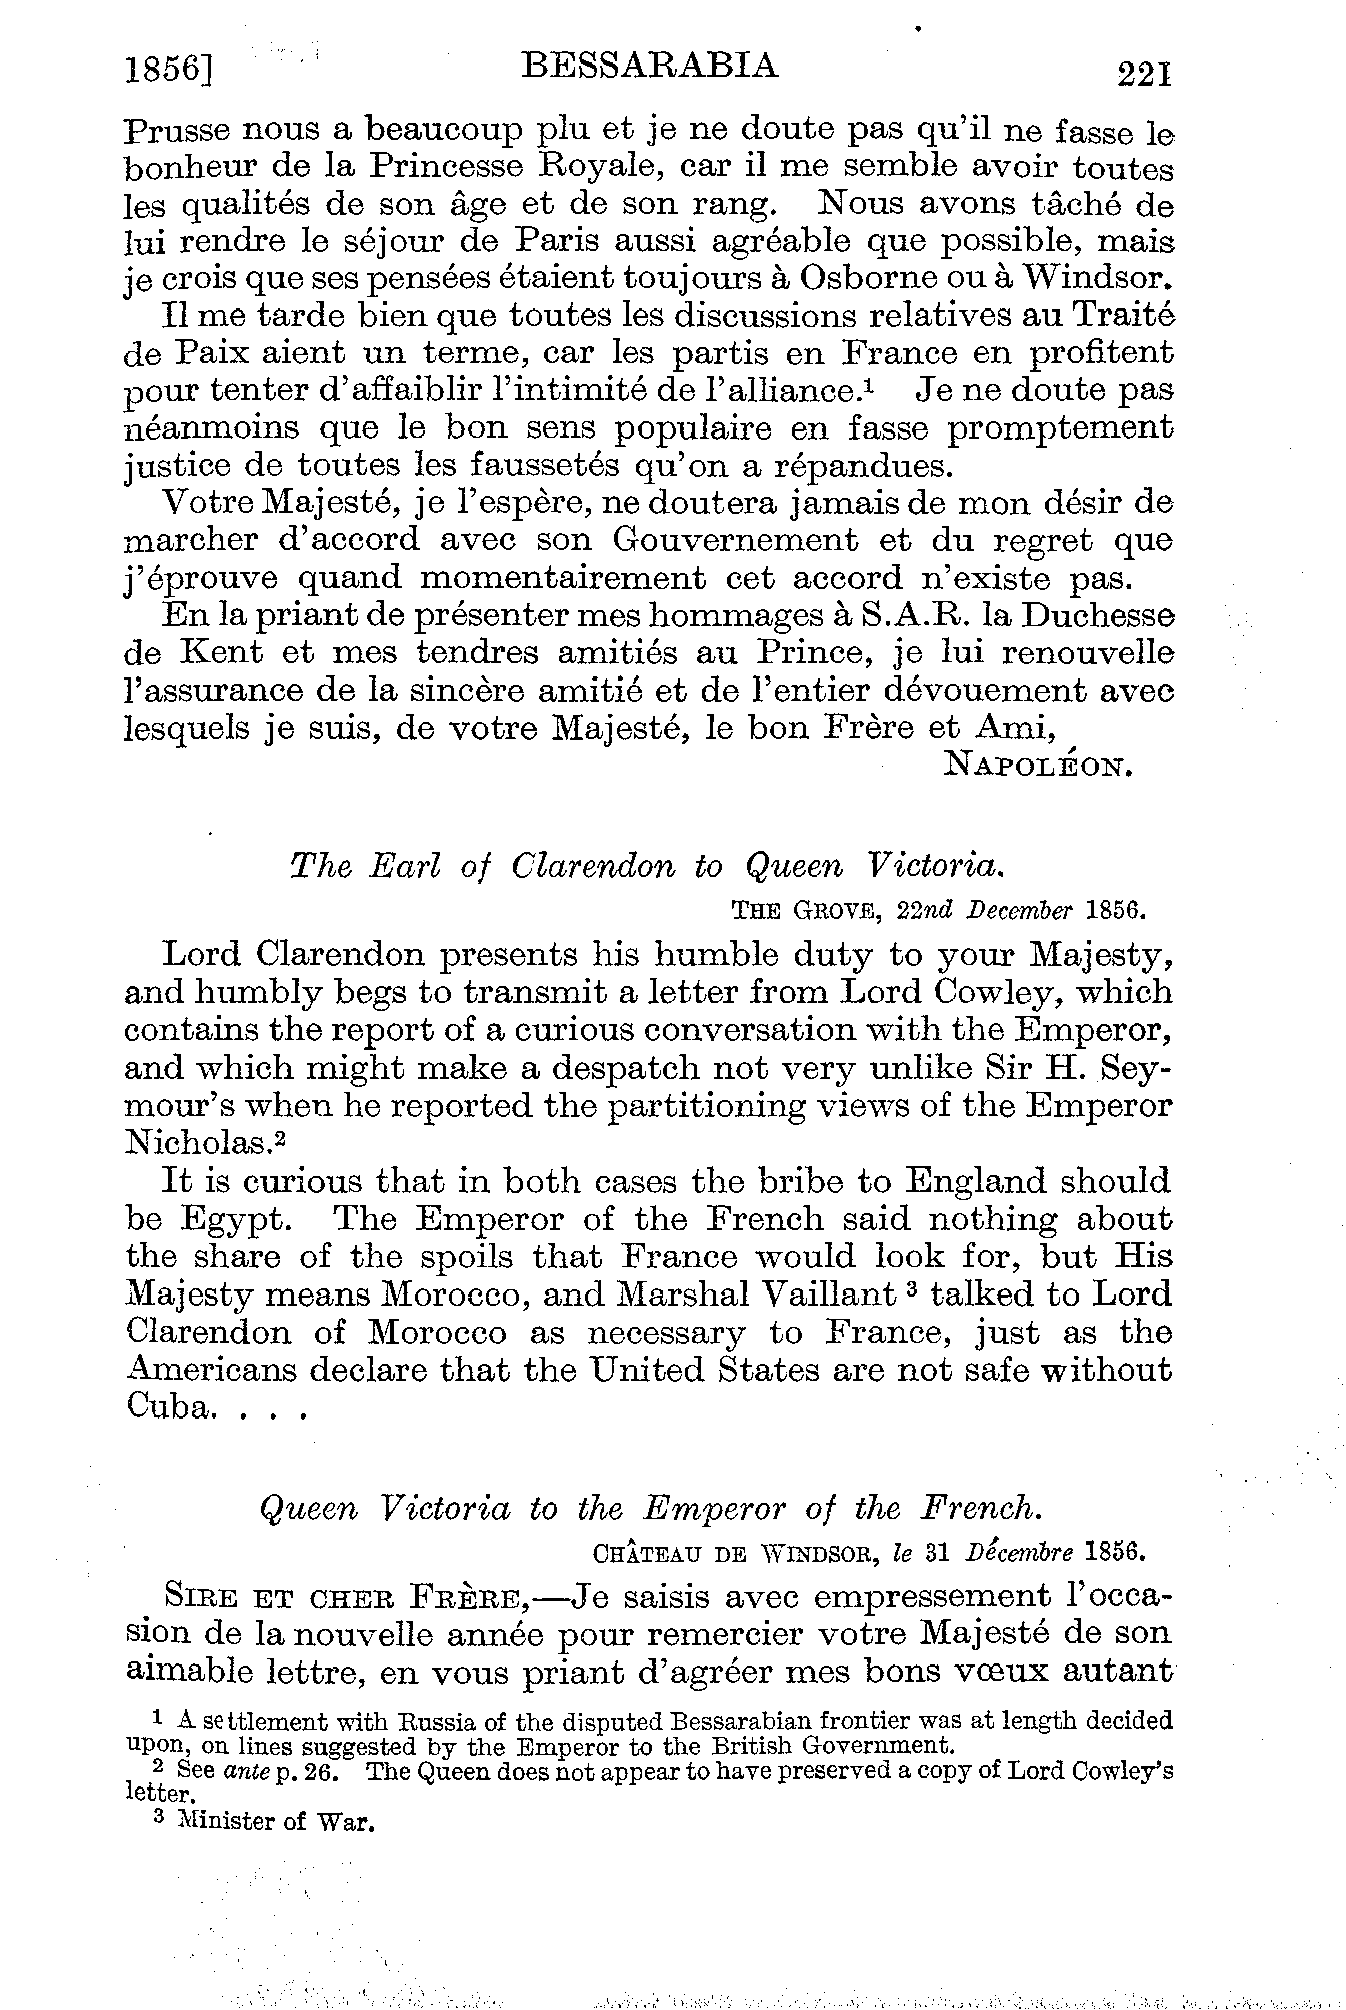 1856] BESSARABIA 221
Prusse nous a beaucoup plu et je ne doute pas qu'il ne fasse le
bonheur de la Princesse Royale, car il me semble avoir toutes
les qualités de son âge et de son rang. Nous avons tâché de
lui rendre le séjour de Paris aussi agréable que possible, mais
je crois que ses pensées étaient toujours à Osborne ou à Windsor.
Il me tarde bien que toutes les discussions relatives au Traité
de Paix aient un terme, car les partis en France en profitent
pour tenter d'affaiblir l'intimité de l'alliance.¹ Je ne doute pas
néanmoins que le bon sens populaire en fasse promptement
justice de toutes les faussetés qu'on a répandues.
Votre Majesté, je l'espère, ne doutera jamais de mon désir de
marcher d'accord avec son Gouvernement et du regret que
j'éprouve quand momentairement cet accord n'existe pas.
En la priant de présenter mes hommages à S.A.R. la Duchesse
de Kent et mes tendres amitiés au Prince, je lui renouvelle
l'assurance de la sincère amitié et de l'entier dévouement avec
lesquels je suis, de votre Majesté, le bon Frère et Ami,
NAPOLÉON.
The Earl of Clarendon to Queen Victoria.
THE GROVE, 22nd December 1856.
Lord Clarendon presents his humble duty to your Majesty,
and humbly begs to transmit a letter from Lord Cowley, which
contains the report of a curious conversation with the Emperor,
and which might make a despatch not very unlike Sir H. Sey-
mour's when he reported the partitioning views of the Emperor
Nicholas.²
It is curious that in both cases the bribe to England should
be Egypt. The Emperor of the French said nothing about
the share of the spoils that France would look for, but His
Majesty means Morocco, and Marshal Vaillant ³ talked to Lord
Clarendon of Morocco as necessary to France, just as the
Americans declare that the United States are not safe without
Cuba. . . .
Queen Victoria to the Emperor of the French.
CHÂTEAU DE WINDSOR, le 31 Décembre 1856.
SIRE ET CHER FRÈRE,—Je saisis avec empressement l'occa-
sion de la nouvelle année pour remercier votre Majesté de son
aimable lettre, en vous priant d'agréer mes bons vœux autant
¹ A settlement with Russia of the disputed Bessarabian frontier was at length decided
upon, on lines suggested by the Emperor to the British Government.
² See ante p. 26. The Queen does not appear to have preserved a copy of Lord Cowley's
letter.
³ Minister of War.